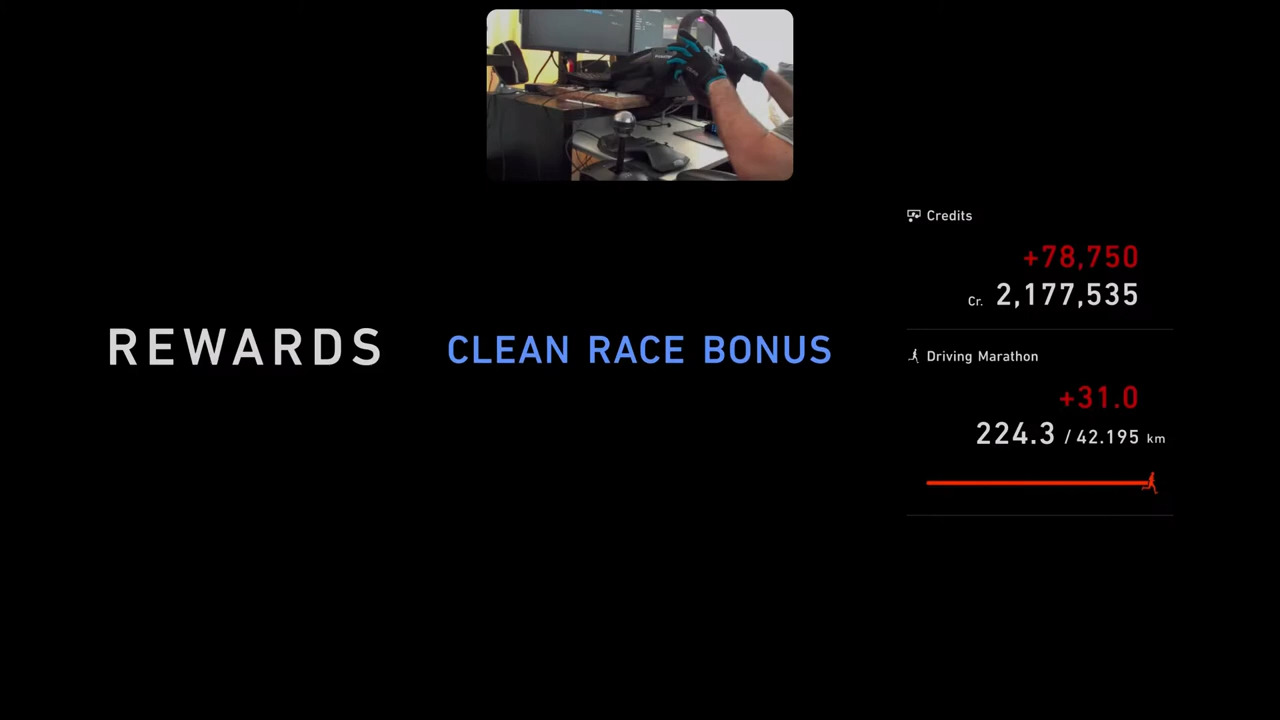 Credits
+78,750
Cr. 2,177,535
REWARDS
CLEAN RACE BONUS
Driving Marathon
+31.0
224.3 / 42.195 km